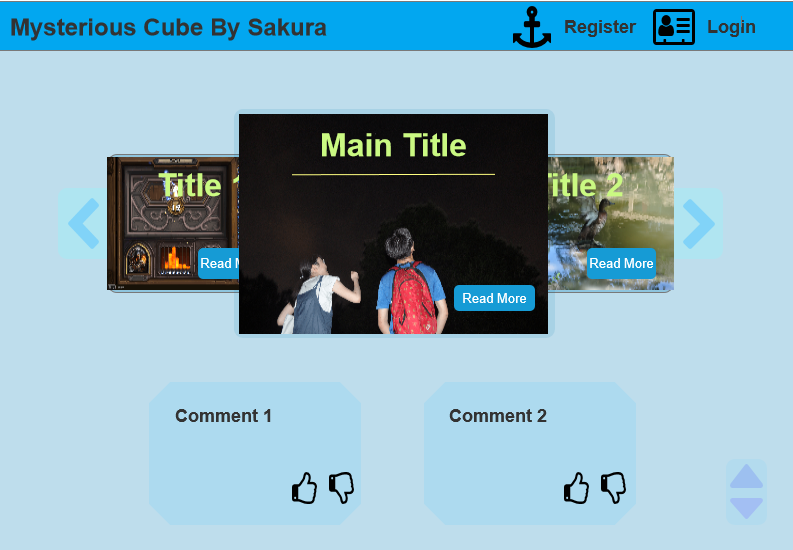 Mysterious Cube By Sakura
Register
Login
Main Title
Title 1
Title 2
Read M
Read More
Read More
Comment 1
Comment 2